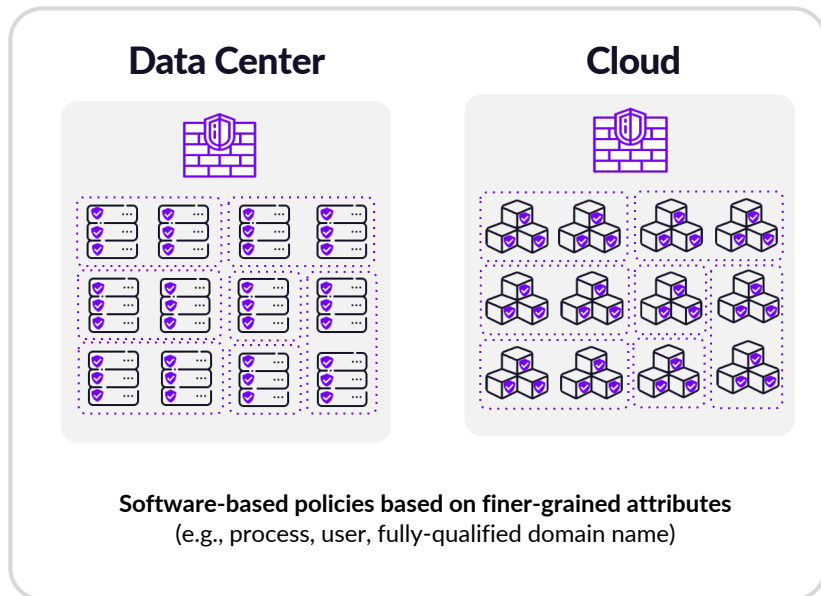 Data Center
Cloud
Software-based policies based on finer-grained attributes
(e.g., process, user, fully-qualified domain name)